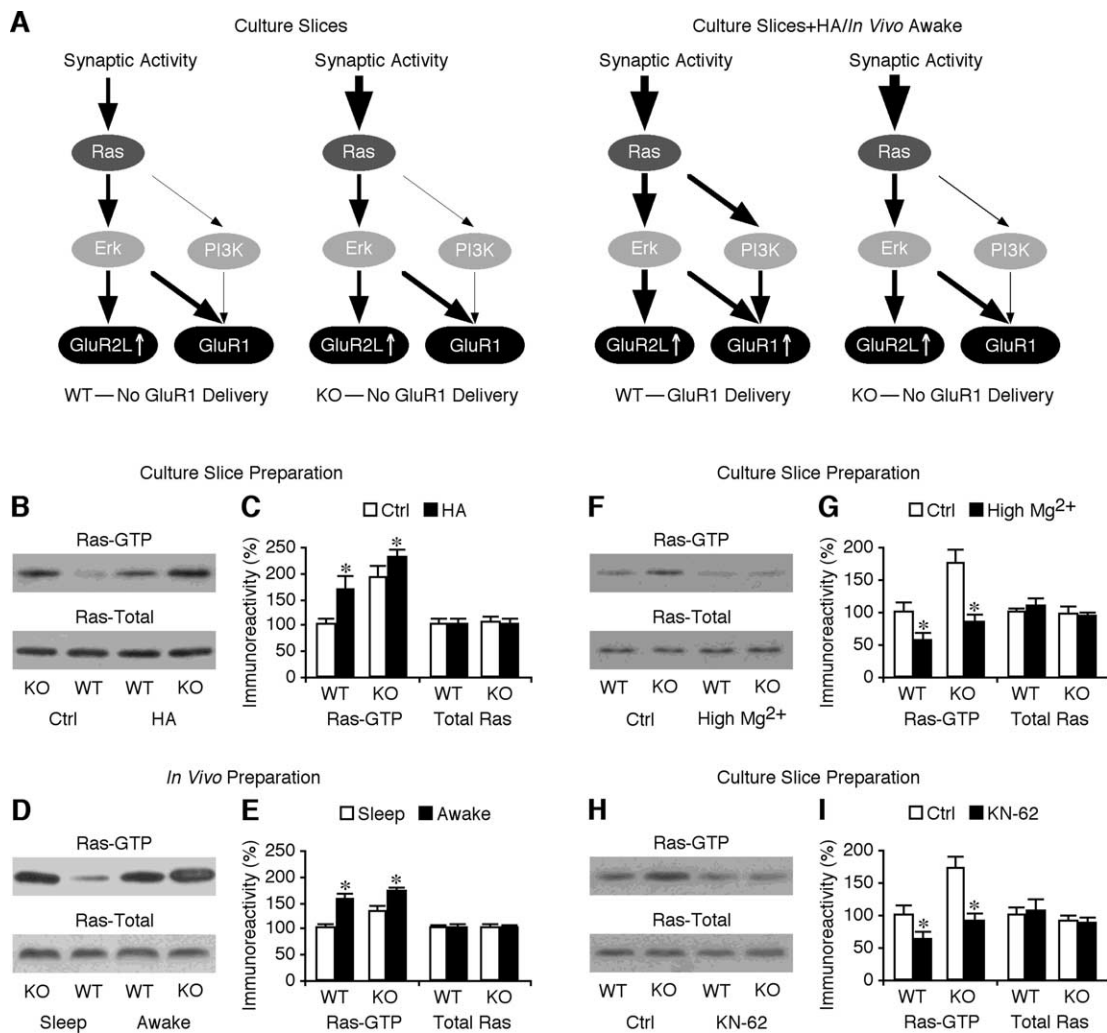 A
Culture Slices
Culture Slices+HA/In Vivo Awake
Synaptic Activity Synaptic Activity Synaptic Activity Synaptic Activity
Ras Ras Ras Ras
Erk PI3K Erk PI3K Erk PI3K Erk PI3K
GluR2L↑ GluR1 GluR2L↑ GluR1 GluR2L↑ GluR1↑ GluR2L↑ GluR1
WT — No GluR1 Delivery KO — No GluR1 Delivery WT — GluR1 Delivery KO — No GluR1 Delivery
Culture Slice Preparation
B
Ras-GTP
Ras-Total
KO WT WT KO
Ctrl HA
C
Ctrl HA
Immunoreactivity (%)
250
200
150
100
50
0
* *
WT KO WT KO
Ras-GTP Total Ras
Culture Slice Preparation
F
Ras-GTP
Ras-Total
WT KO WT KO
Ctrl High Mg2+
G
Ctrl High Mg2+
Immunoreactivity (%)
200
150
100
50
0
* *
WT KO WT KO
Ras-GTP Total Ras
In Vivo Preparation
D
Ras-GTP
Ras-Total
KO WT WT KO
Sleep Awake
E
Sleep Awake
Immunoreactivity (%)
250
200
150
100
50
0
* *
WT KO WT KO
Ras-GTP Total Ras
Culture Slice Preparation
H
Ras-GTP
Ras-Total
WT KO WT KO
Ctrl KN-62
I
Ctrl KN-62
Immunoreactivity (%)
200
150
100
50
0
* *
WT KO WT KO
Ras-GTP Total Ras